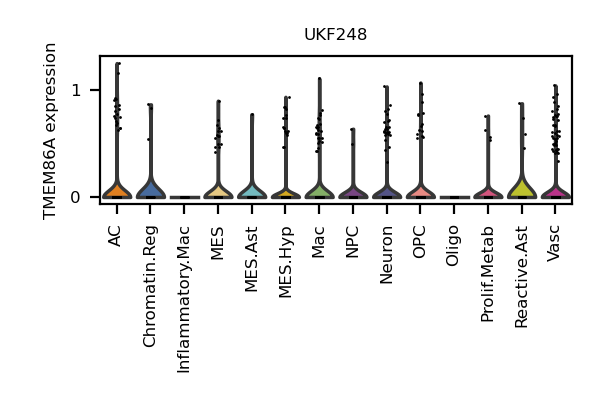 UKF248
TMEM86A expression
1
0
AC
Chromatin.Reg
Inflammatory.Mac
MES
MES.Ast
MES.Hyp
Mac
NPC
Neuron
OPC
Oligo
Prolif.Metab
Reactive.Ast
Vasc